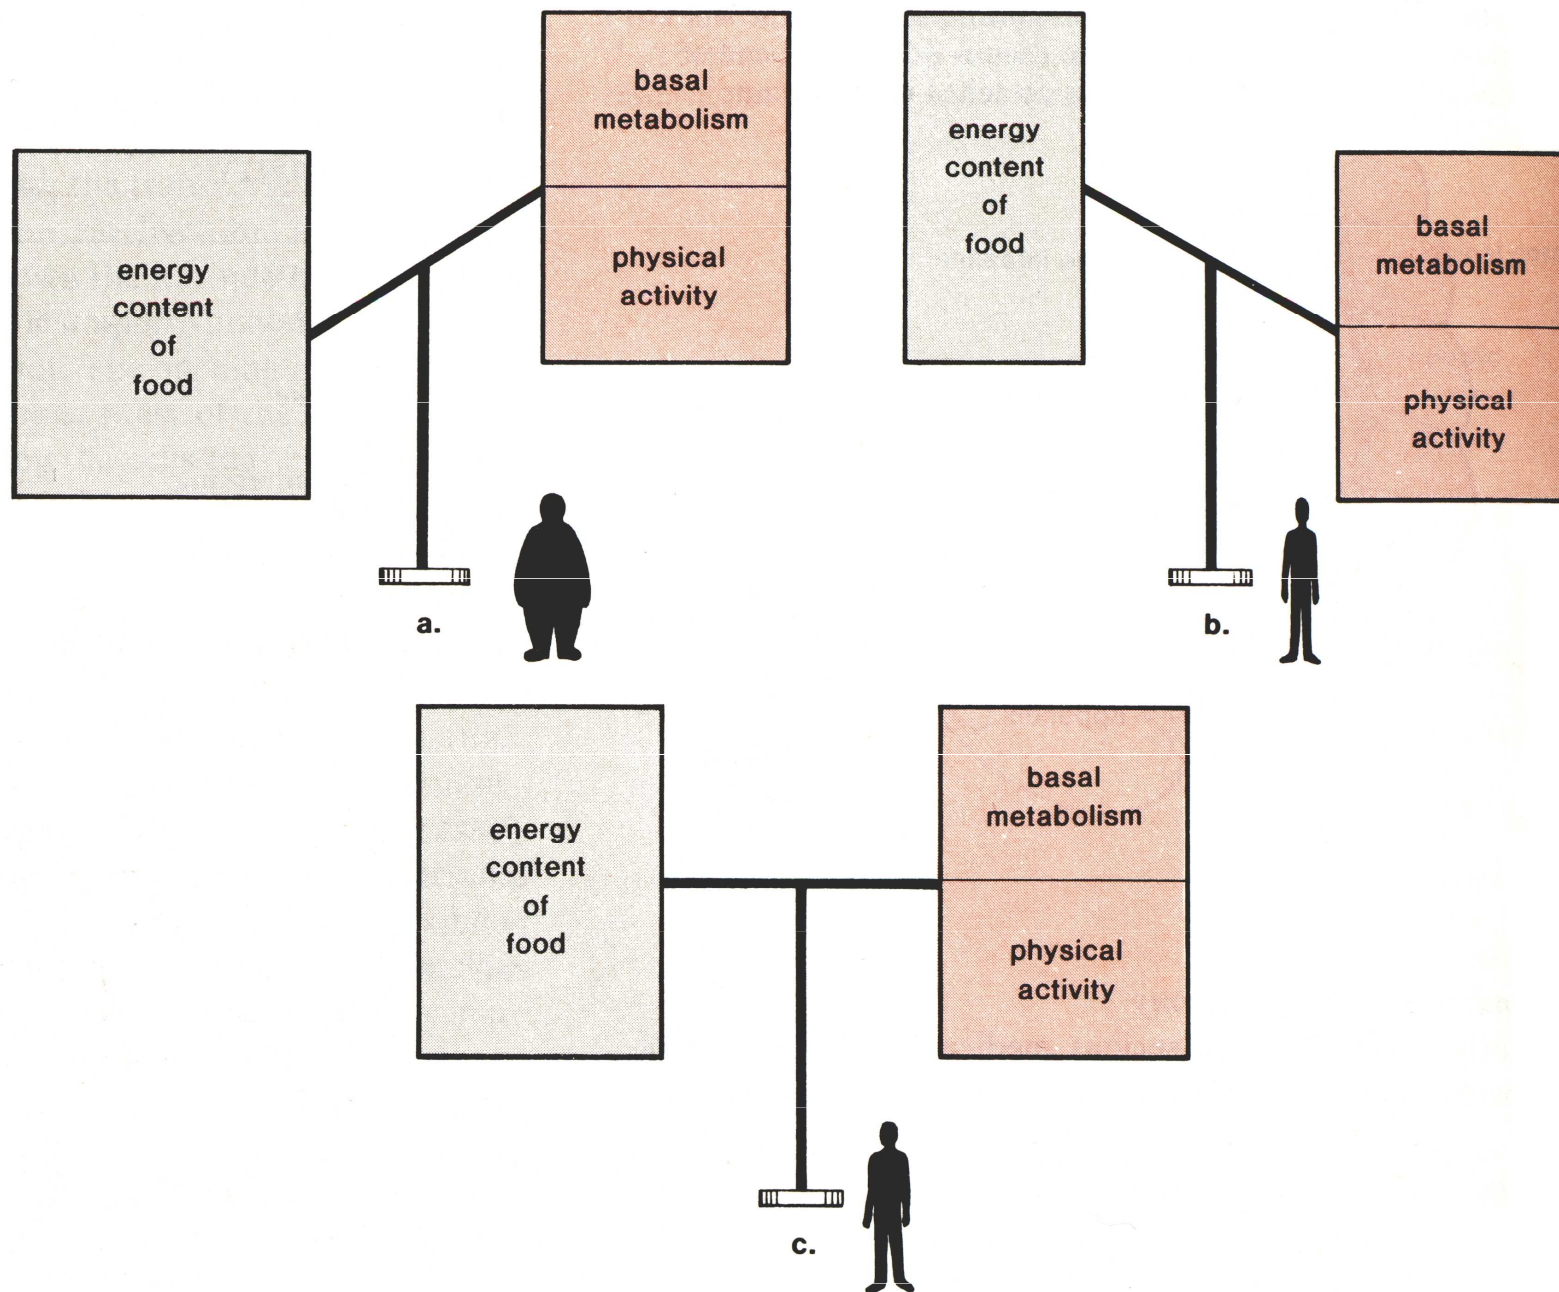 energy
content
of
food
basal
metabolism
physical
activity
a.
energy
content
of
food
basal
metabolism
physical
activity
b.
energy
content
of
food
basal
metabolism
physical
activity
c.